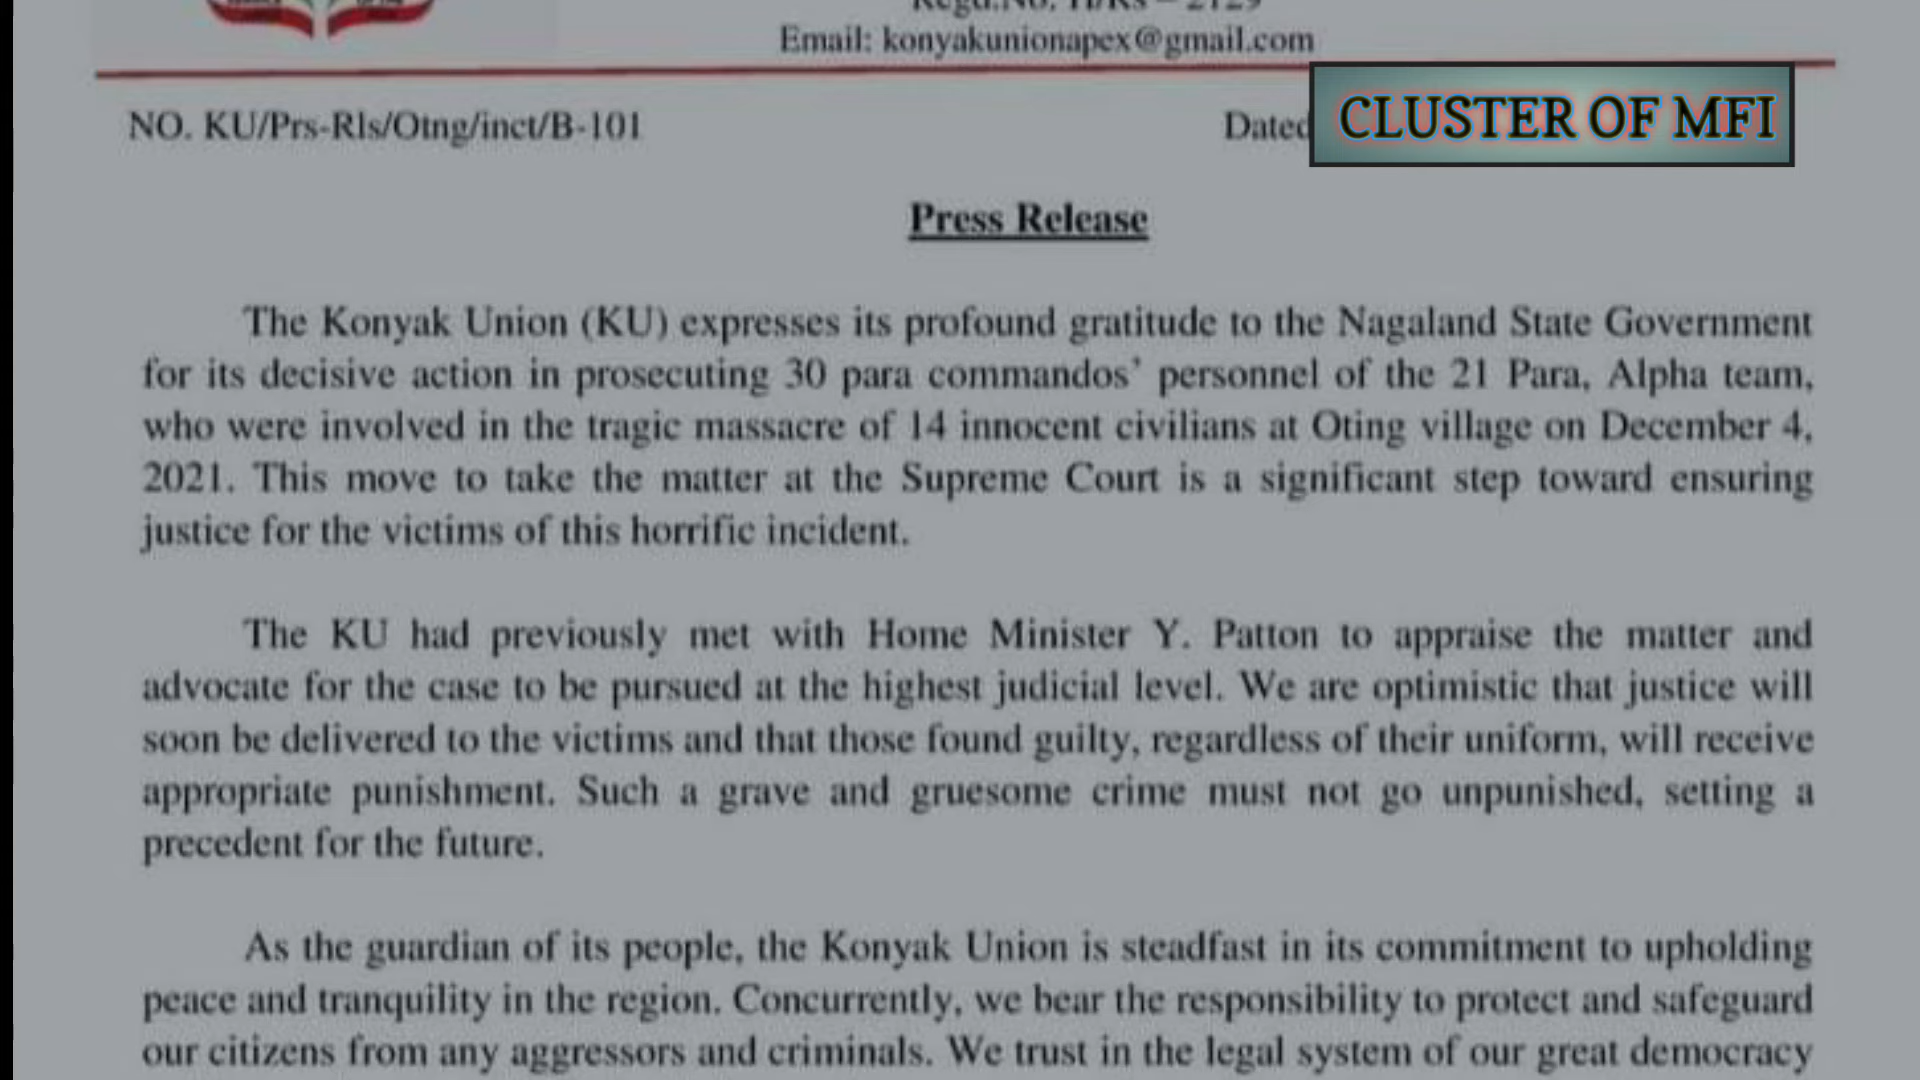 Email: konyakunionapex@gmail.com
NO. KU/Prs-Rls/Otng/inct/B-101
Dated
CLUSTER OF MFI
Press Release
The Konyak Union (KU) expresses its profound gratitude to the Nagaland State Government
for its decisive action in prosecuting 30 para commandos' personnel of the 21 Para, Alpha team,
who were involved in the tragic massacre of 14 innocent civilians at Oting village on December 4,
2021. This move to take the matter at the Supreme Court is a significant step toward ensuring
justice for the victims of this horrific incident.
The KU had previously met with Home Minister Y. Patton to appraise the matter and
advocate for the case to be pursued at the highest judicial level. We are optimistic that justice will
soon be delivered to the victims and that those found guilty, regardless of their uniform, will receive
appropriate punishment. Such a grave and gruesome crime must not go unpunished, setting a
precedent for the future.
As the guardian of its people, the Konyak Union is steadfast in its commitment to upholding
peace and tranquility in the region. Concurrently, we bear the responsibility to protect and safeguard
our citizens from any aggressors and criminals. We trust in the legal system of our great democracy